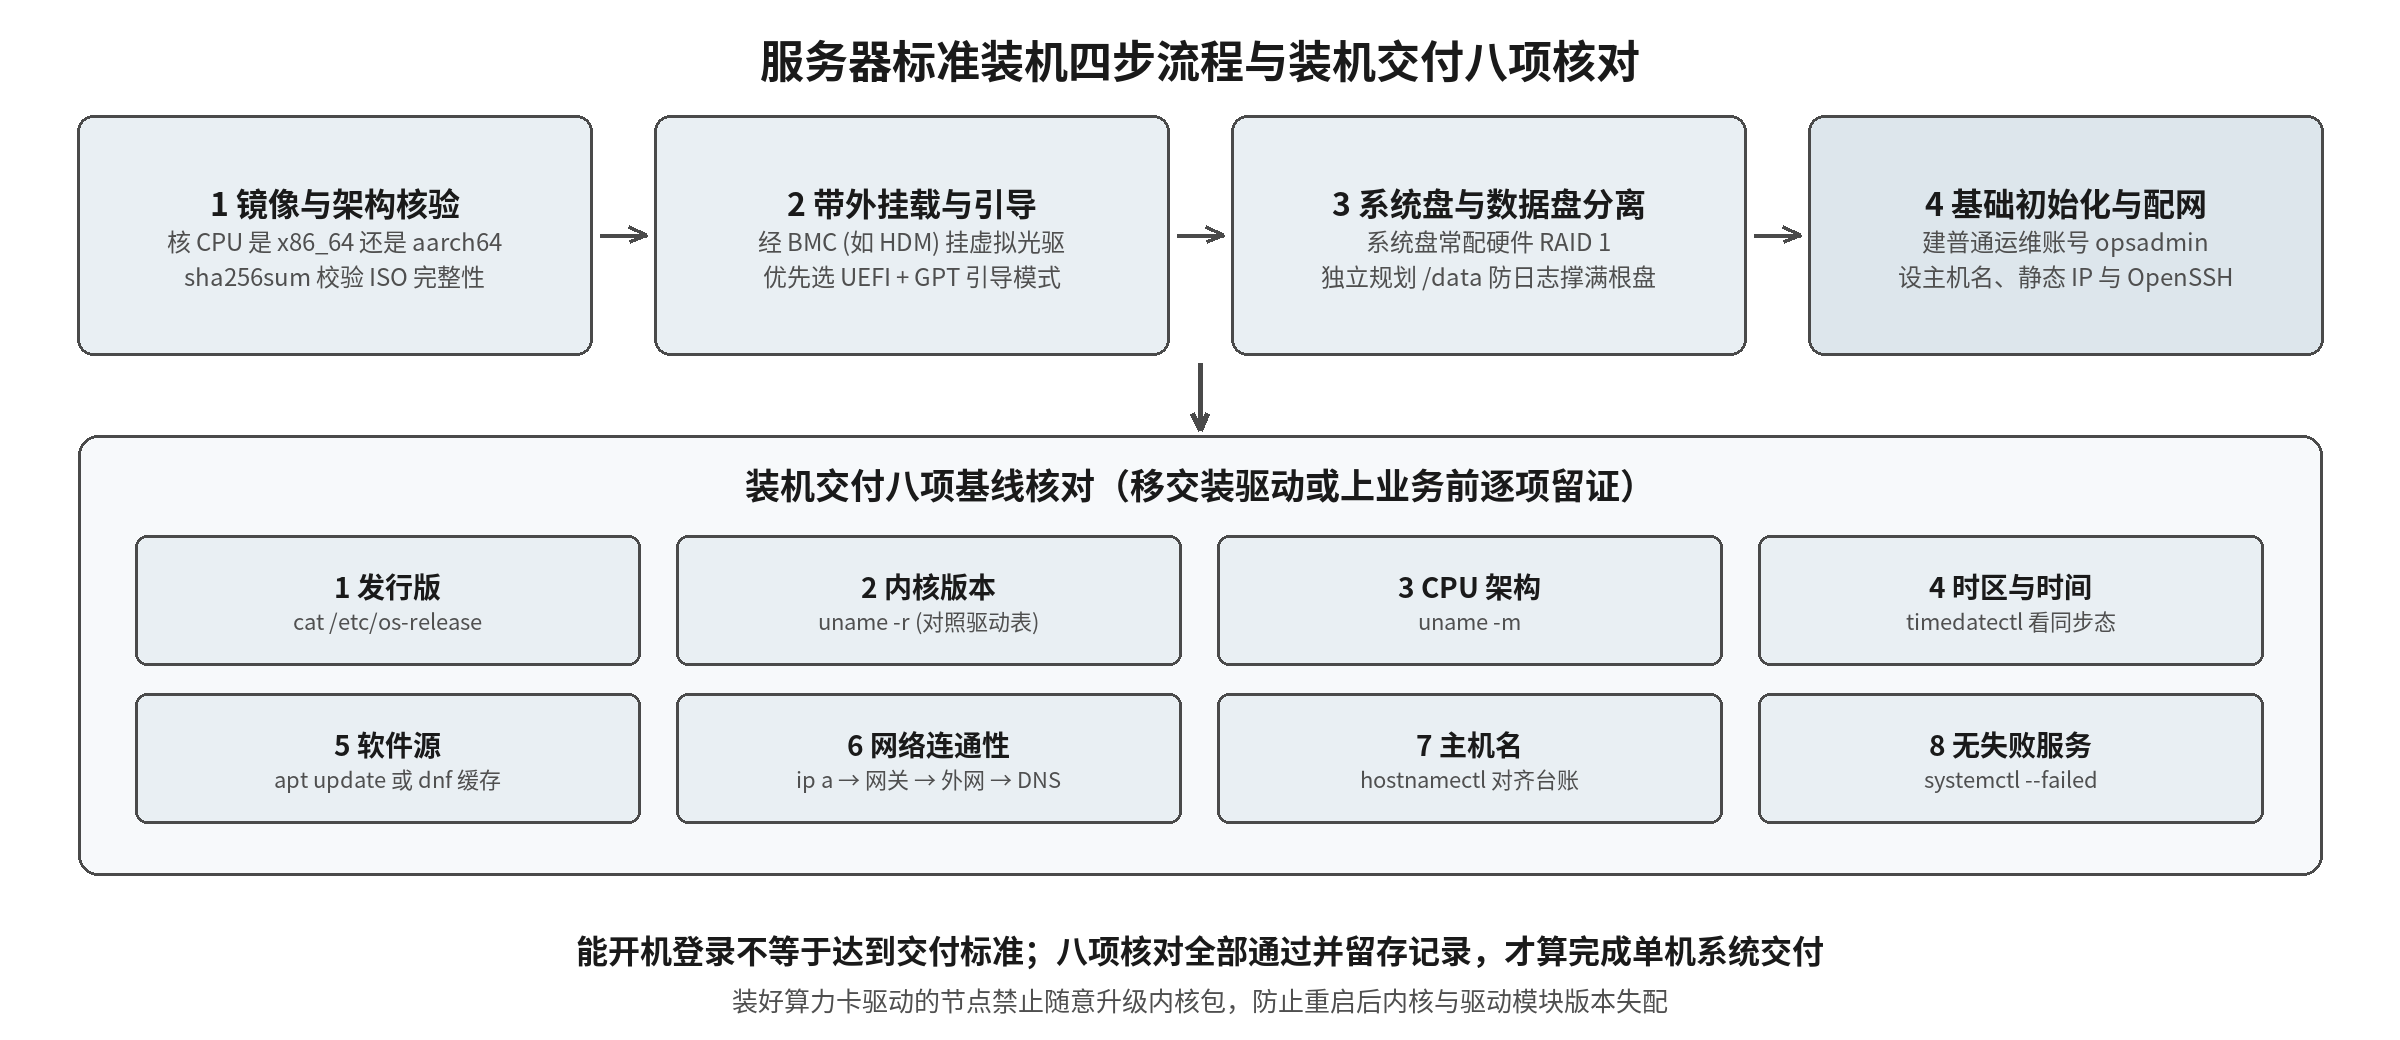 服务器标准装机四步流程与装机交付八项核对
1 镜像与架构核验
核 CPU 是 x86_64 还是 aarch64
sha256sum 校验 ISO 完整性
2 带外挂载与引导
经 BMC (如 HDM) 挂虚拟光驱
优先选 UEFI + GPT 引导模式
3 系统盘与数据盘分离
系统盘常配硬件 RAID 1
独立规划 /data 防日志撑满根盘
4 基础初始化与配网
建普通运维账号 opsadmin
设主机名、静态 IP 与 OpenSSH
装机交付八项基线核对（移交装驱动或上业务前逐项留证）
1 发行版
cat /etc/os-release
2 内核版本
uname -r (对照驱动表)
3 CPU 架构
uname -m
4 时区与时间
timedatectl 看同步态
5 软件源
apt update 或 dnf 缓存
6 网络连通性
ip a → 网关 → 外网 → DNS
7 主机名
hostnamectl 对齐台账
8 无失败服务
systemctl --failed
能开机登录不等于达到交付标准；八项核对全部通过并留存记录，才算完成单机系统交付
装好算力卡驱动的节点禁止随意升级内核包，防止重启后内核与驱动模块版本失配